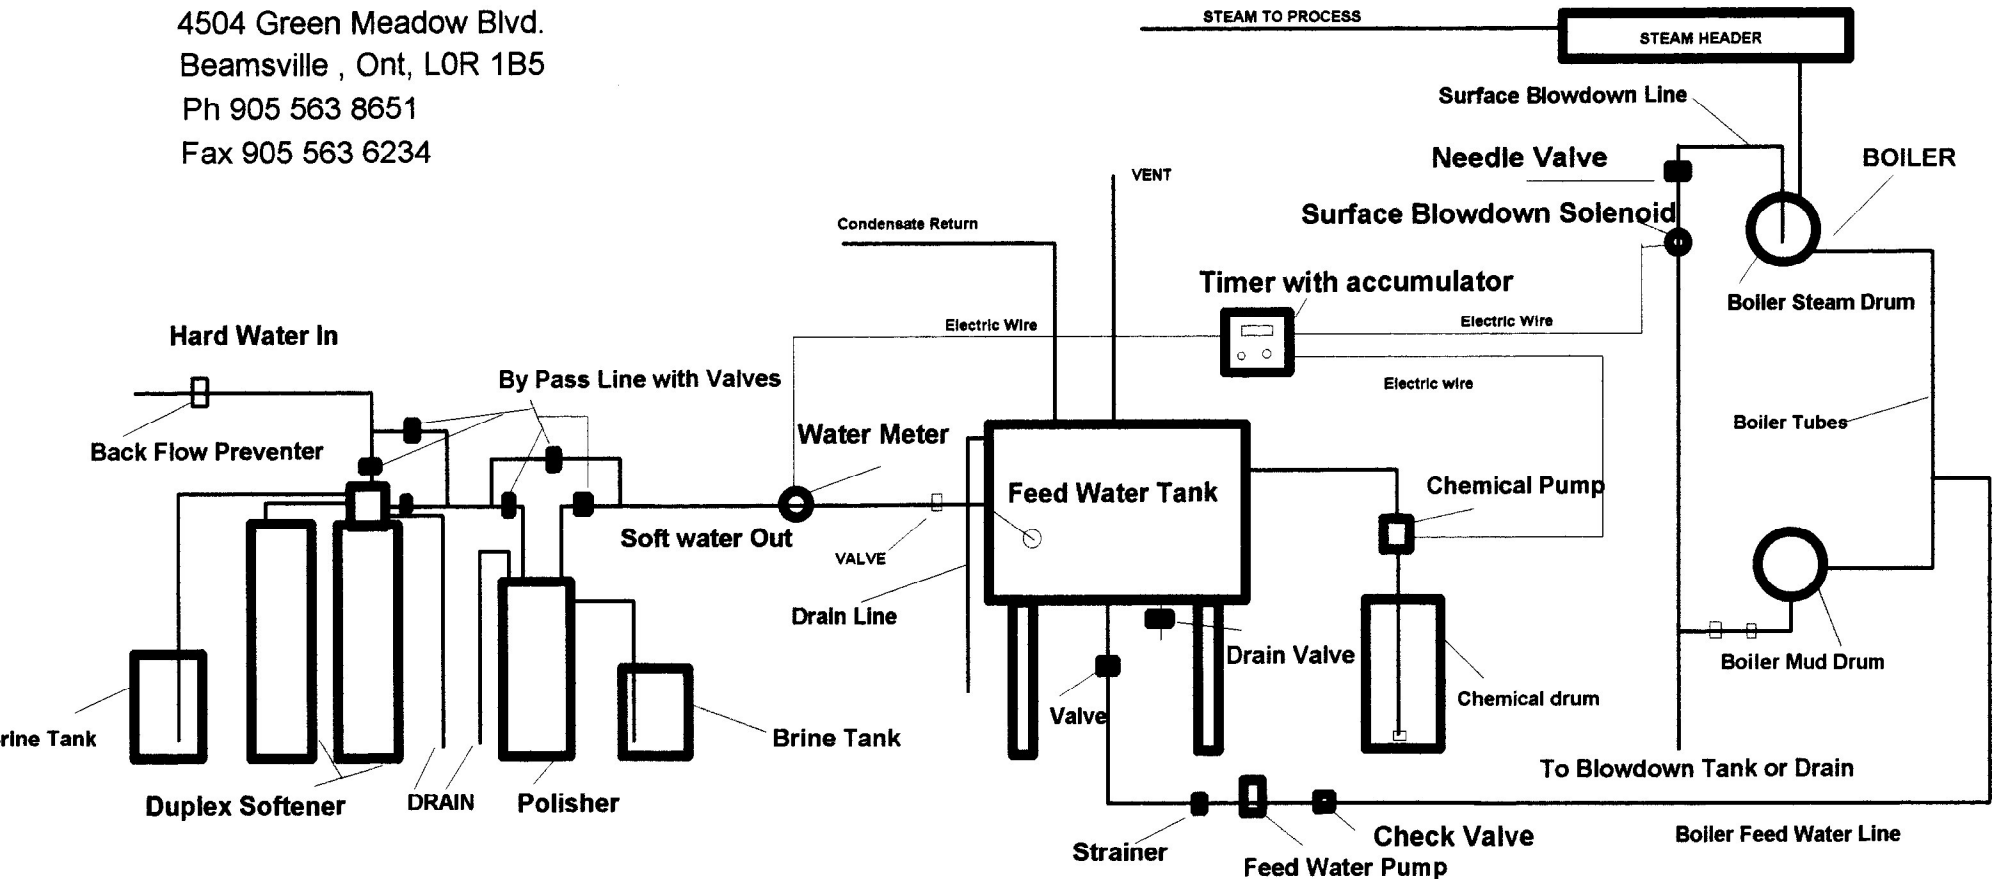 4504 Green Meadow Blvd.
Beamsville , Ont, L0R 1B5
Ph 905 563 8651
Fax 905 563 6234
STEAM TO PROCESS
STEAM HEADER
Surface Blowdown Line
Needle Valve
BOILER
VENT
Condensate Return
Surface Blowdown Solenoid
Timer with accumulator
Boiler Steam Drum
Electric Wire
Electric Wire
Hard Water In
By Pass Line with Valves
Electric wire
Boiler Tubes
Back Flow Preventer
Water Meter
Feed Water Tank
Chemical Pump
Soft water Out
VALVE
Drain Line
Drain Valve
Boiler Mud Drum
Chemical drum
Valve
rine Tank
Brine Tank
To Blowdown Tank or Drain
Duplex Softener
DRAIN
Polisher
Strainer
Check Valve
Boiler Feed Water Line
Feed Water Pump